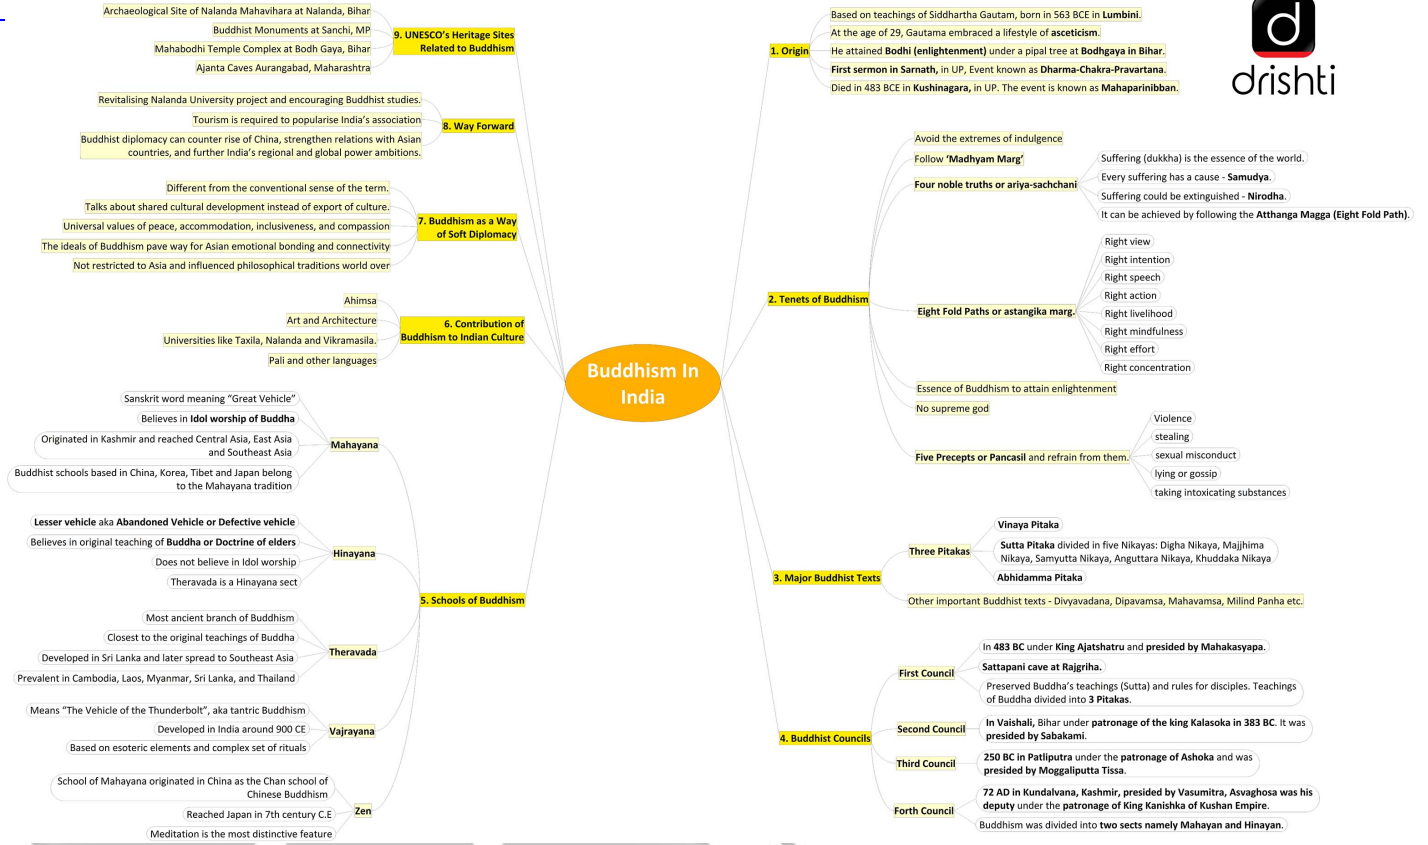 drishti
Buddhism In
India
1. Origin
Based on teachings of Siddhartha Gautam, born in 563 BCE in Lumbini.
At the age of 29, Gautama embraced a lifestyle of asceticism.
He attained Bodhi (enlightenment) under a pipal tree at Bodhgaya in Bihar.
First sermon in Sarnath, in UP, Event known as Dharma-Chakra-Pravartana.
Died in 483 BCE in Kushinagara, in UP. The event is known as Mahaparinibban.
2. Tenets of Buddhism
Avoid the extremes of indulgence
Follow ‘Madhyam Marg’
Four noble truths or ariya-sachchani
Suffering (dukkha) is the essence of the world.
Every suffering has a cause - Samudya.
Suffering could be extinguished - Nirodha.
It can be achieved by following the Atthanga Magga (Eight Fold Path).
Eight Fold Paths or astangika marg.
Right view
Right intention
Right speech
Right action
Right livelihood
Right mindfulness
Right effort
Right concentration
Essence of Buddhism to attain enlightenment
No supreme god
Five Precepts or Pancasil and refrain from them.
Violence
stealing
sexual misconduct
lying or gossip
taking intoxicating substances
3. Major Buddhist Texts
Three Pitakas
Vinaya Pitaka
Sutta Pitaka divided in five Nikayas: Digha Nikaya, Majjhima
Nikaya, Samyutta Nikaya, Anguttara Nikaya, Khuddaka Nikaya
Abhidamma Pitaka
Other important Buddhist texts - Divyavadana, Dipavamsa, Mahavamsa, Milind Panha etc.
4. Buddhist Councils
First Council
In 483 BC under King Ajatshatru and presided by Mahakasyapa.
Sattapani cave at Rajgriha.
Preserved Buddha’s teachings (Sutta) and rules for disciples. Teachings
of Buddha divided into 3 Pitakas.
Second Council
In Vaishali, Bihar under patronage of the king Kalasoka in 383 BC. It was
presided by Sabakami.
Third Council
250 BC in Patliputra under the patronage of Ashoka and was
presided by Moggaliputta Tissa.
Forth Council
72 AD in Kundalvana, Kashmir, presided by Vasumitra, Asvaghosa was his
deputy under the patronage of King Kanishka of Kushan Empire.
Buddhism was divided into two sects namely Mahayan and Hinayan.
5. Schools of Buddhism
Mahayana
Sanskrit word meaning “Great Vehicle”
Believes in Idol worship of Buddha
Originated in Kashmir and reached Central Asia, East Asia
and Southeast Asia
Buddhist schools based in China, Korea, Tibet and Japan belong
to the Mahayana tradition
Hinayana
Lesser vehicle aka Abandoned Vehicle or Defective vehicle
Believes in original teaching of Buddha or Doctrine of elders
Does not believe in Idol worship
Theravada is a Hinayana sect
Theravada
Most ancient branch of Buddhism
Closest to the original teachings of Buddha
Developed in Sri Lanka and later spread to Southeast Asia
Prevalent in Cambodia, Laos, Myanmar, Sri Lanka, and Thailand
Vajrayana
Means “The Vehicle of the Thunderbolt”, aka tantric Buddhism
Developed in India around 900 CE
Based on esoteric elements and complex set of rituals
Zen
School of Mahayana originated in China as the Chan school of
Chinese Buddhism
Reached Japan in 7th century C.E
Meditation is the most distinctive feature
6. Contribution of
Buddhism to Indian Culture
Ahimsa
Art and Architecture
Universities like Taxila, Nalanda and Vikramasila.
Pali and other languages
7. Buddhism as a Way
of Soft Diplomacy
Different from the conventional sense of the term.
Talks about shared cultural development instead of export of culture.
Universal values of peace, accommodation, inclusiveness, and compassion
The ideals of Buddhism pave way for Asian emotional bonding and connectivity
Not restricted to Asia and influenced philosophical traditions world over
8. Way Forward
Revitalising Nalanda University project and encouraging Buddhist studies.
Tourism is required to popularise India’s association
Buddhist diplomacy can counter rise of China, strengthen relations with Asian
countries, and further India’s regional and global power ambitions.
9. UNESCO’s Heritage Sites
Related to Buddhism
Archaeological Site of Nalanda Mahavihara at Nalanda, Bihar
Buddhist Monuments at Sanchi, MP
Mahabodhi Temple Complex at Bodh Gaya, Bihar
Ajanta Caves Aurangabad, Maharashtra